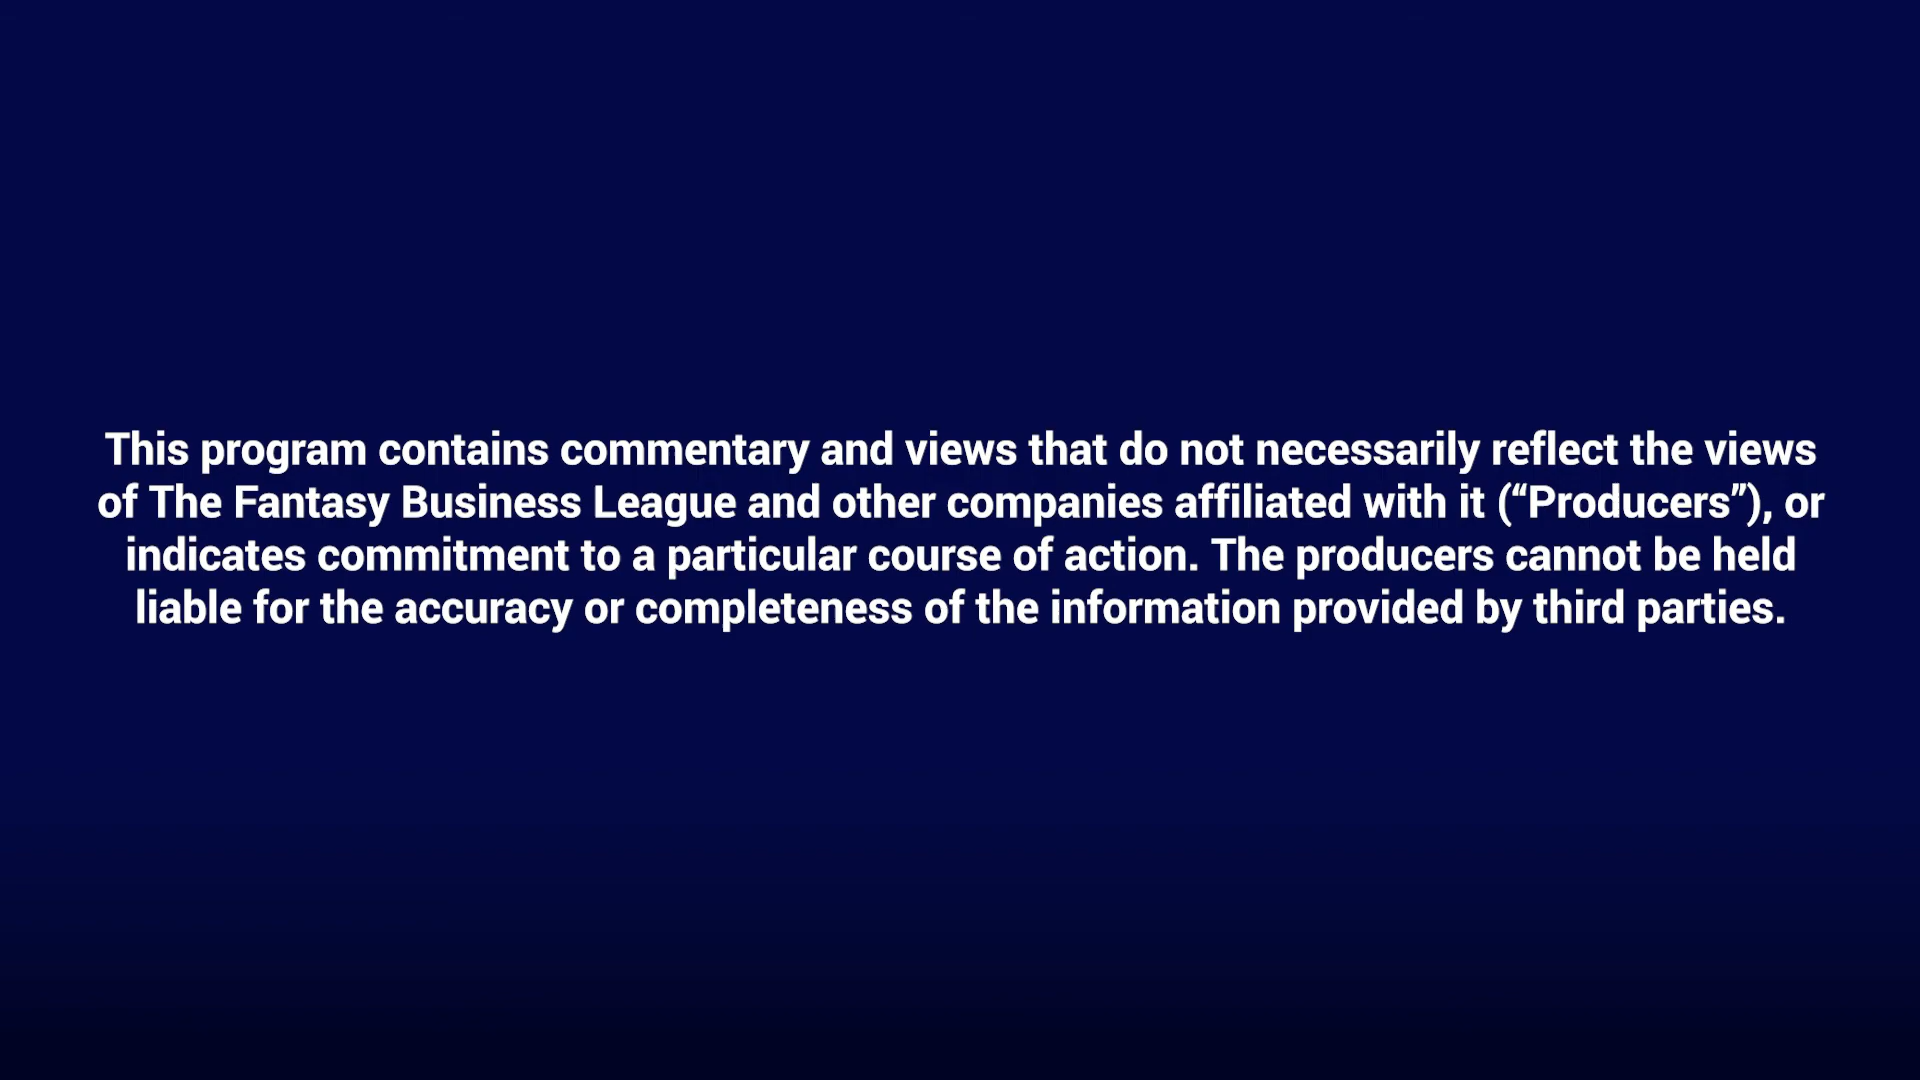 This program contains commentary and views that do not necessarily reflect the views
of The Fantasy Business League and other companies affiliated with it (“Producers”), or
indicates commitment to a particular course of action. The producers cannot be held
liable for the accuracy or completeness of the information provided by third parties.